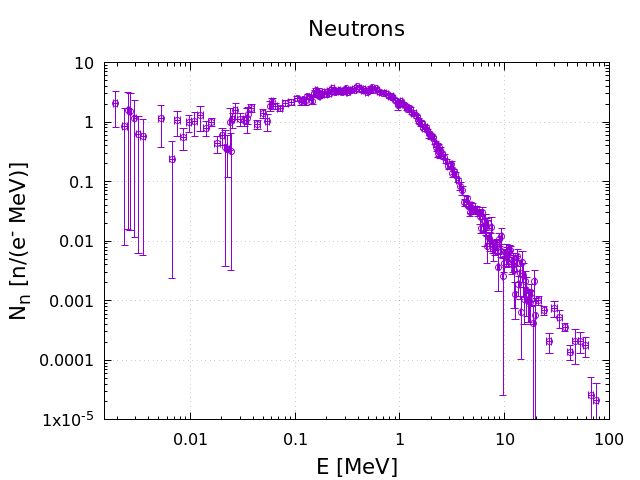 Neutrons
10
1
0.1
0.01
0.001
0.0001
1x10⁻⁵
0.01 0.1 1 10 100
E [MeV]
Nₙ [n/(e⁻ MeV)]